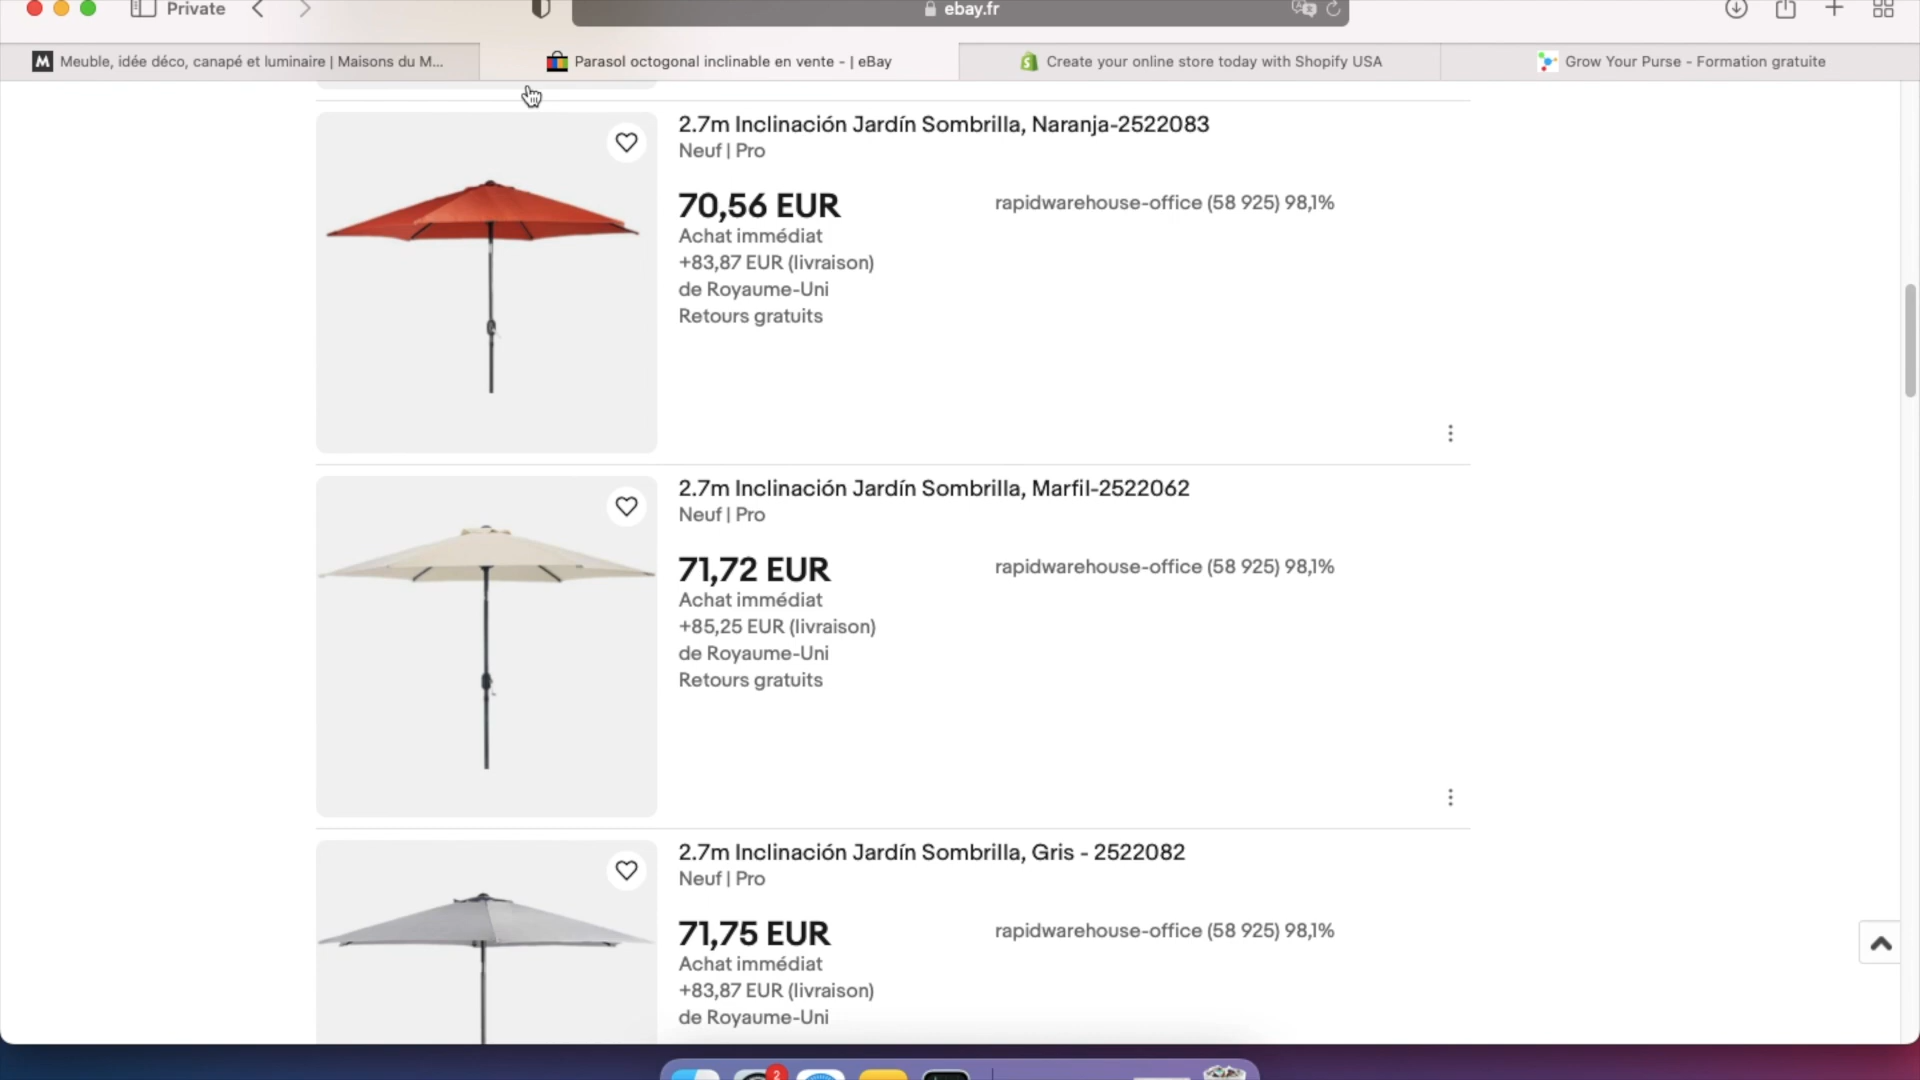 Private
ebay.fr
Meuble, idée déco, canapé et luminaire | Maisons du M...
Parasol octogonal inclinable en vente - | eBay
Create your online store today with Shopify USA
Grow Your Purse - Formation gratuite
2.7m Inclinación Jardín Sombrilla, Naranja-2522083
Neuf | Pro
70,56 EUR
rapidwarehouse-office (58 925) 98,1%
Achat immédiat
+83,87 EUR (livraison)
de Royaume-Uni
Retours gratuits
2.7m Inclinación Jardín Sombrilla, Marfil-2522062
Neuf | Pro
71,72 EUR
rapidwarehouse-office (58 925) 98,1%
Achat immédiat
+85,25 EUR (livraison)
de Royaume-Uni
Retours gratuits
2.7m Inclinación Jardín Sombrilla, Gris - 2522082
Neuf | Pro
71,75 EUR
rapidwarehouse-office (58 925) 98,1%
Achat immédiat
+83,87 EUR (livraison)
de Royaume-Uni
2